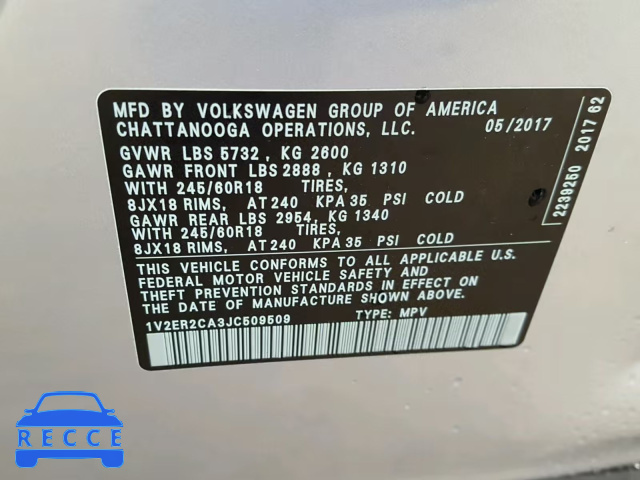 MFD BY VOLKSWAGEN GROUP OF AMERICA
CHATTANOOGA OPERATIONS, LLC. 05/2017
GVWR LBS 5732 , KG 2600
GAWR FRONT LBS 2888 , KG 1310
WITH 245/60R18 TIRES,
8JX18 RIMS, AT 240 KPA 35 PSI COLD
GAWR REAR LBS 2954, KG 1340
WITH 245/60R18 TIRES,
8JX18 RIMS, AT 240 KPA 35 PSI COLD
THIS VEHICLE CONFORMS TO ALL APPLICABLE U.S.
FEDERAL MOTOR VEHICLE SAFETY AND
THEFT PREVENTION STANDARDS IN EFFECT
ON THE DATE OF MANUFACTURE SHOWN ABOVE.
1V2ER2CA3JC509509 TYPE: MPV
2239250 2017 62
RECCE